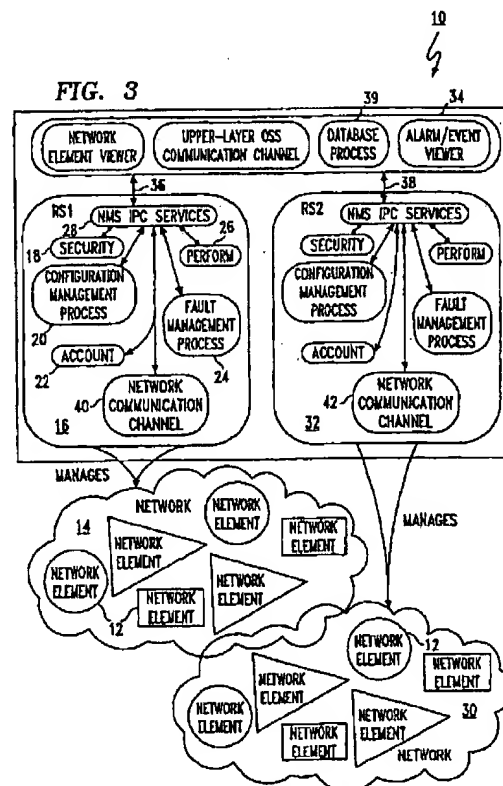 10
FIG. 3
39
34
NETWORK
ELEMENT VIEWER
UPPER-LAYER OSS
COMMUNICATION CHANNEL
DATABASE
PROCESS
ALARM/EVENT
VIEWER
36
38
RS1
NMS IPC SERVICES
28
26
SECURITY
18
PERFORM
CONFIGURATION
MANAGEMENT
PROCESS
20
FAULT
MANAGEMENT
PROCESS
24
ACCOUNT
22
40
NETWORK
COMMUNICATION
CHANNEL
16
RS2
NMS IPC SERVICES
SECURITY
PERFORM
CONFIGURATION
MANAGEMENT
PROCESS
FAULT
MANAGEMENT
PROCESS
ACCOUNT
42
NETWORK
COMMUNICATION
CHANNEL
32
MANAGES
MANAGES
14
NETWORK
NETWORK
ELEMENT
NETWORK
ELEMENT
NETWORK
ELEMENT
NETWORK
ELEMENT
NETWORK
ELEMENT
12
NETWORK
ELEMENT
12
NETWORK
ELEMENT
NETWORK
ELEMENT
NETWORK
ELEMENT
NETWORK
ELEMENT
NETWORK
ELEMENT
NETWORK
ELEMENT
30
NETWORK